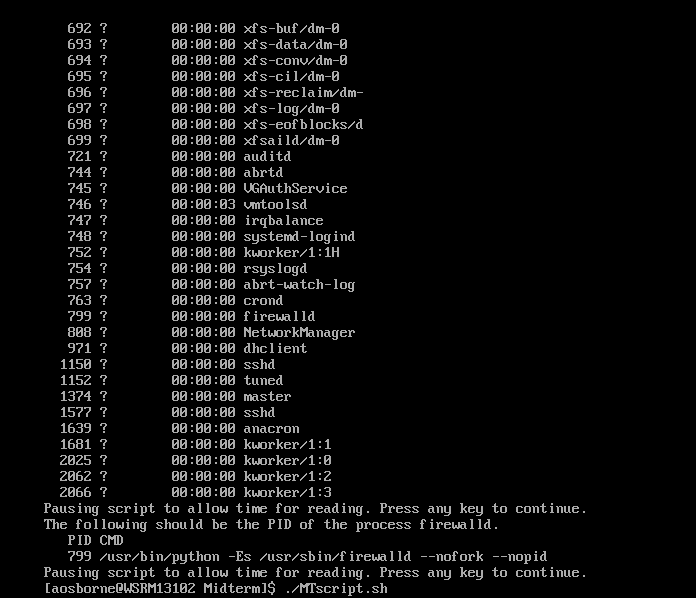 692 ? 00:00:00 xfs-buf/dm-0
693 ? 00:00:00 xfs-data/dm-0
694 ? 00:00:00 xfs-conv/dm-0
695 ? 00:00:00 xfs-cil/dm-0
696 ? 00:00:00 xfs-reclaim/dm-
697 ? 00:00:00 xfs-log/dm-0
698 ? 00:00:00 xfs-eofblocks/d
699 ? 00:00:00 xfsaild/dm-0
721 ? 00:00:00 auditd
744 ? 00:00:00 abrtd
745 ? 00:00:00 VGAuthService
746 ? 00:00:03 vmtoolsd
747 ? 00:00:00 irqbalance
748 ? 00:00:00 systemd-logind
752 ? 00:00:00 kworker/1:1H
754 ? 00:00:00 rsyslogd
757 ? 00:00:00 abrt-watch-log
763 ? 00:00:00 crond
799 ? 00:00:00 firewalld
808 ? 00:00:00 NetworkManager
971 ? 00:00:00 dhclient
1150 ? 00:00:00 sshd
1152 ? 00:00:00 tuned
1374 ? 00:00:00 master
1577 ? 00:00:00 sshd
1639 ? 00:00:00 anacron
1681 ? 00:00:00 kworker/1:1
2025 ? 00:00:00 kworker/1:0
2062 ? 00:00:00 kworker/1:2
2066 ? 00:00:00 kworker/1:3
Pausing script to allow time for reading. Press any key to continue.
The following should be the PID of the process firewalld.
PID CMD
799 /usr/bin/python -Es /usr/sbin/firewalld --nofork --nopid
Pausing script to allow time for reading. Press any key to continue.
[aosborne@WSRM13102 Midterm]$ ./MTscript.sh